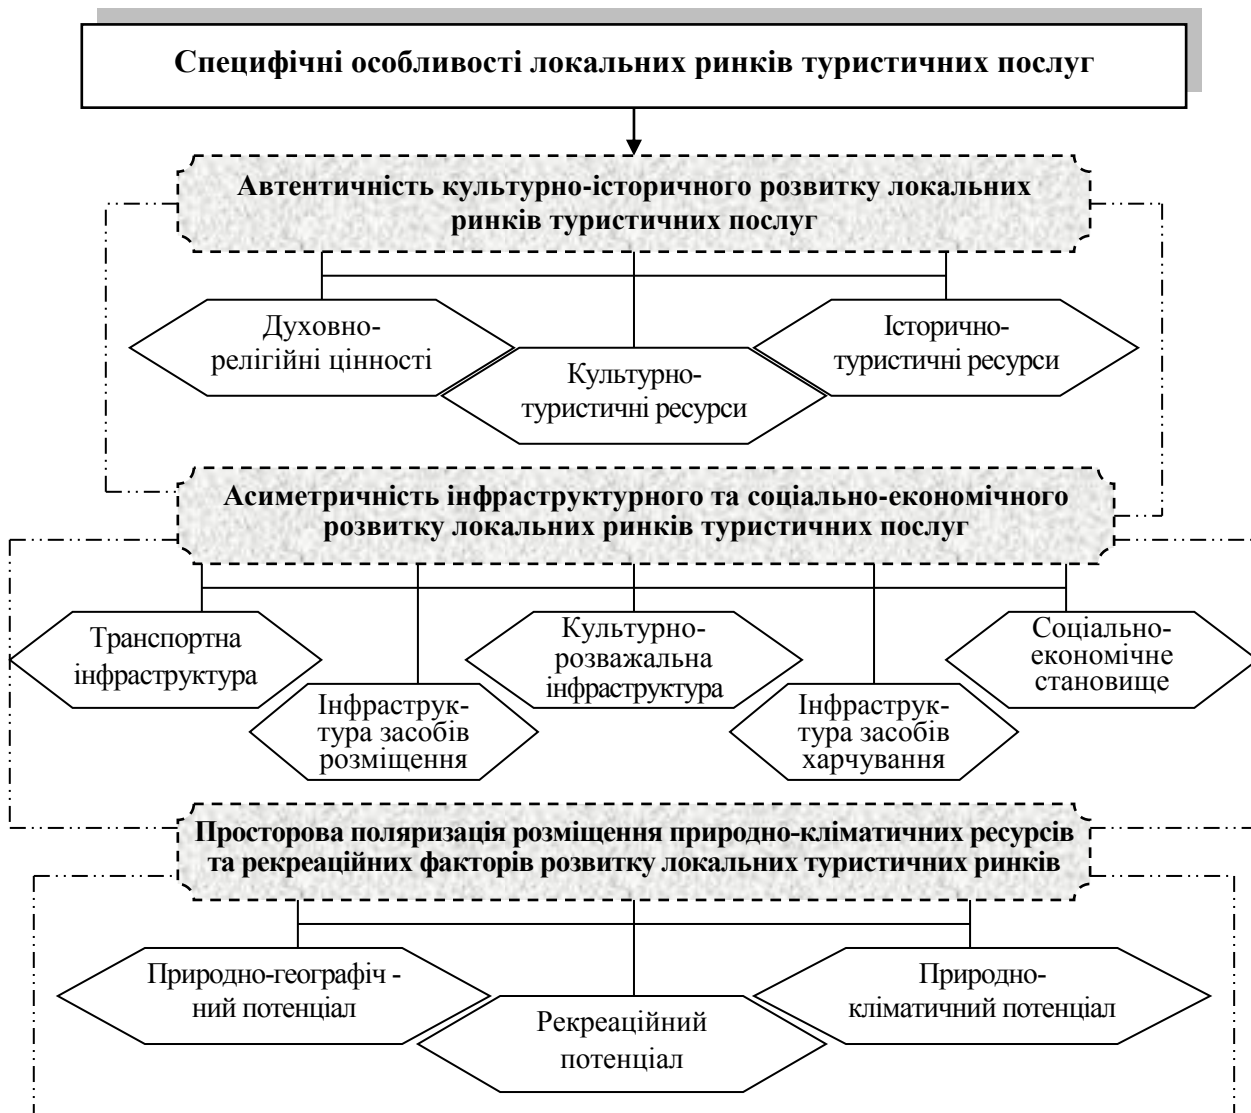 Специфічні особливості локальних ринків туристичних послуг
Автентичність культурно-історичного розвитку локальних
ринків туристичних послуг
Духовно-
релігійні цінності
Культурно-
туристичні ресурси
Історично-
туристичні ресурси
Асиметричність інфраструктурного та соціально-економічного
розвитку локальних ринків туристичних послуг
Транспортна
інфраструктура
Інфраструк-
тура засобів
розміщення
Культурно-
розважальна
інфраструктура
Інфраструк-
тура засобів
харчування
Соціально-
економічне
становище
Просторова поляризація розміщення природно-кліматичних ресурсів
та рекреаційних факторів розвитку локальних туристичних ринків
Природно-географіч -
ний потенціал
Рекреаційний
потенціал
Природно-
кліматичний потенціал